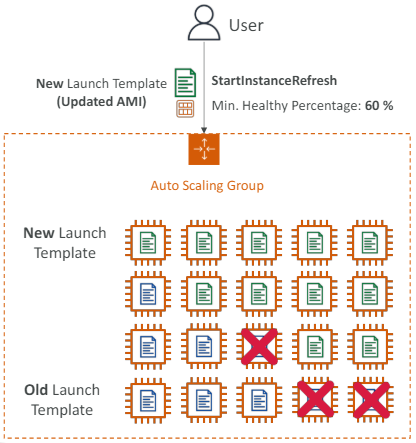 User
New Launch Template
(Updated AMI)
StartInstanceRefresh
Min. Healthy Percentage: 60 %
Auto Scaling Group
New Launch
Template
Old Launch
Template